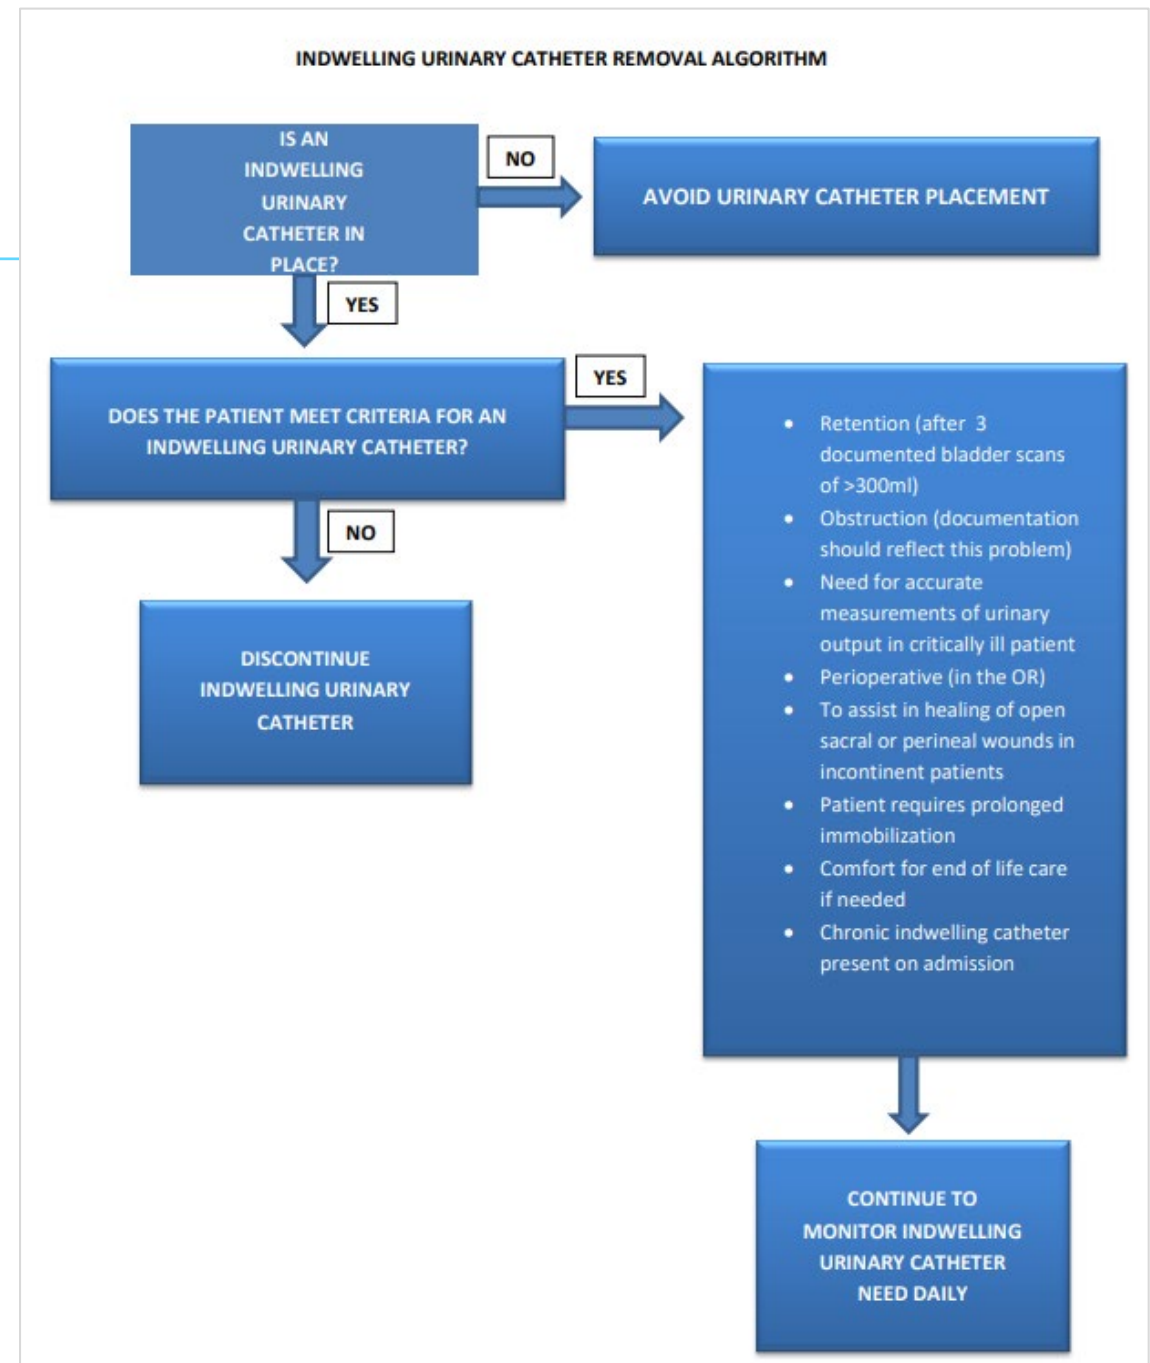 INDWELLING URINARY CATHETER REMOVAL ALGORITHM
IS AN
INDWELLING
URINARY
CATHETER IN
PLACE?
NO
AVOID URINARY CATHETER PLACEMENT
YES
DOES THE PATIENT MEET CRITERIA FOR AN
INDWELLING URINARY CATHETER?
YES
• Retention (after 3
documented bladder scans
of >300ml)
• Obstruction (documentation
should reflect this problem)
• Need for accurate
measurements of urinary
output in critically ill patient
• Perioperative (in the OR)
• To assist in healing of open
sacral or perineal wounds in
incontinent patients
• Patient requires prolonged
immobilization
• Comfort for end of life care
if needed
• Chronic indwelling catheter
present on admission
NO
DISCONTINUE
INDWELLING URINARY
CATHETER
CONTINUE TO
MONITOR INDWELLING
URINARY CATHETER
NEED DAILY